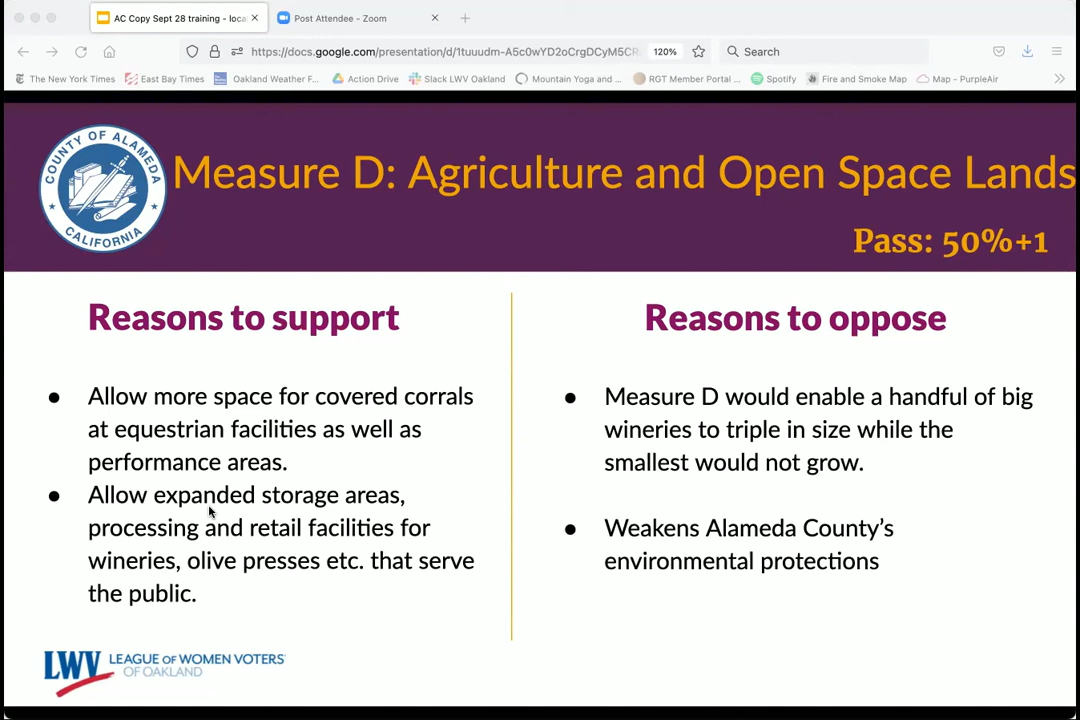 AC Copy Sept 28 training - loca
Post Attendee - Zoom
https://docs.google.com/presentation/d/1tuuudm-A5c0wYD2oCrgDCyM5CR
120%
Search
The New York Times
East Bay Times
Oakland Weather F...
Action Drive
Slack LWV Oakland
Mountain Yoga and ...
RGT Member Portal ...
Spotify
Fire and Smoke Map
Map - PurpleAir
COUNTY OF ALAMEDA
CALIFORNIA
Measure D: Agriculture and Open Space Lands
Pass: 50%+1
Reasons to support
• Allow more space for covered corrals
at equestrian facilities as well as
performance areas.
• Allow expanded storage areas,
processing and retail facilities for
wineries, olive presses etc. that serve
the public.
Reasons to oppose
• Measure D would enable a handful of big
wineries to triple in size while the
smallest would not grow.
• Weakens Alameda County's
environmental protections
LWV LEAGUE OF WOMEN VOTERS®
OF OAKLAND